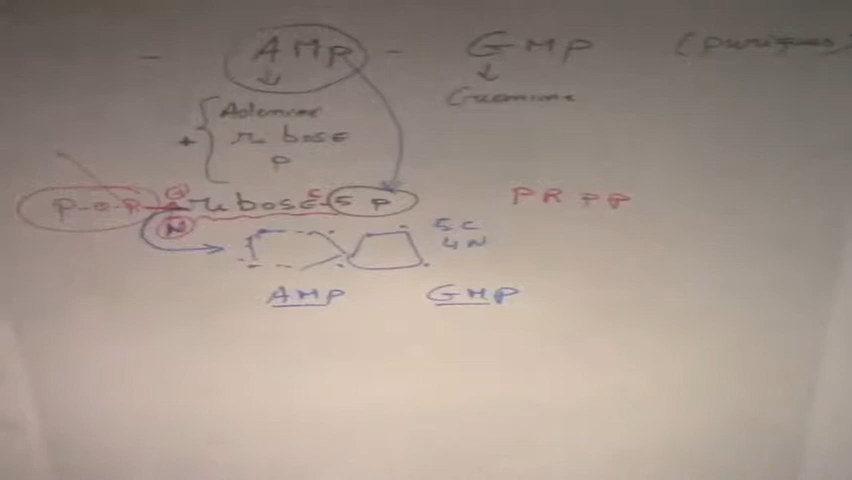 - AMP - GMP (purines)
Adenine Guanine
+ ribose
P
P-O-P- ribose-5 P PRPP
N
5C
4N
AMP GMP